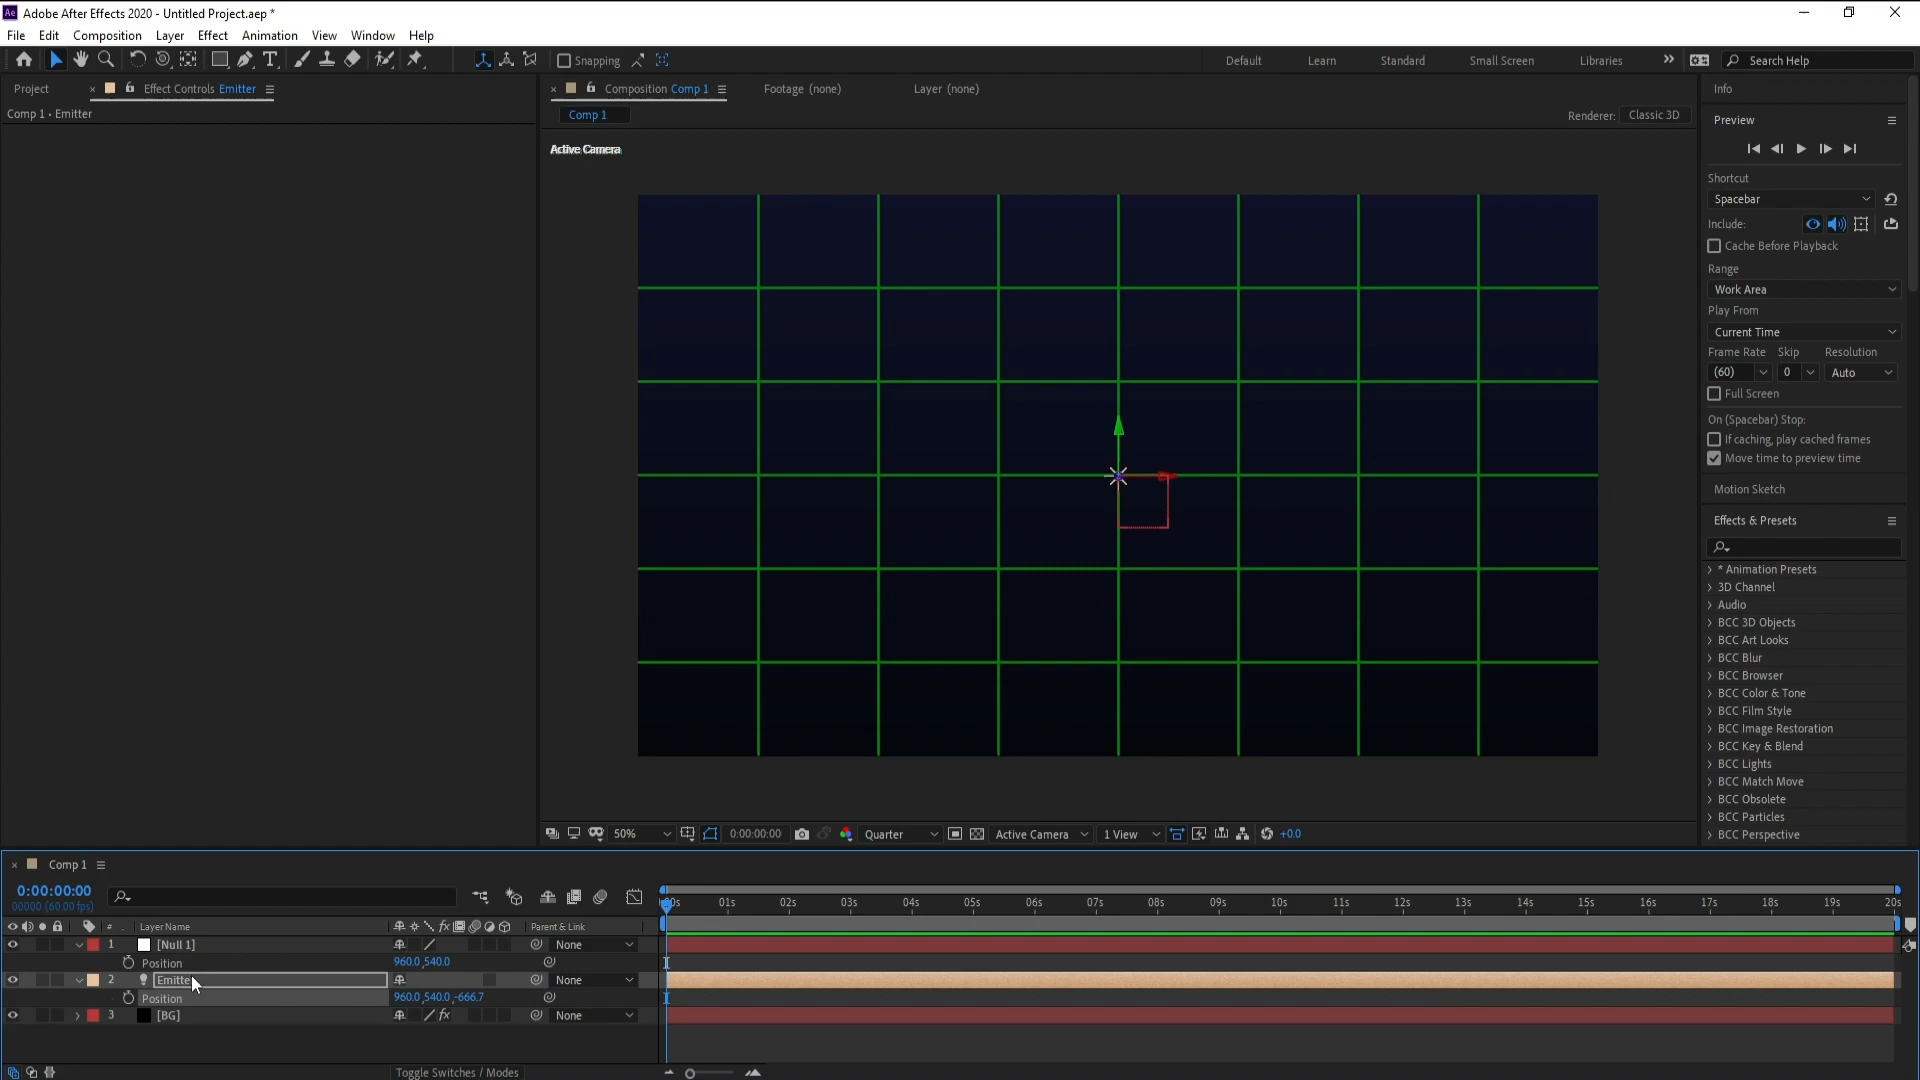 Adobe After Effects 2020 - Untitled Project.aep *
File Edit Composition Layer Effect Animation View Window Help
Snapping Default Learn Standard Small Screen Libraries Search Help
Project Effect Controls Emitter
Composition Comp 1 Footage (none) Layer (none)
Comp 1 • Emitter
Comp 1 Renderer: Classic 3D
Active Camera
Info
Preview
Shortcut
Spacebar
Include:
Cache Before Playback
Range
Work Area
Play From
Current Time
Frame Rate Skip Resolution
(60) 0 Auto
Full Screen
On (Spacebar) Stop:
If caching, play cached frames
Move time to preview time
Motion Sketch
Effects & Presets
* Animation Presets
3D Channel
Audio
BCC 3D Objects
BCC Art Looks
BCC Blur
BCC Browser
BCC Color & Tone
BCC Film Style
BCC Image Restoration
BCC Key & Blend
BCC Lights
BCC Match Move
BCC Obsolete
BCC Particles
BCC Perspective
50% 0:00:00:00 Quarter Active Camera 1 View +0.0
Comp 1
0:00:00:00
00000 (60.00 fps)
00s 01s 02s 03s 04s 05s 06s 07s 08s 09s 10s 11s 12s 13s 14s 15s 16s 17s 18s 19s 20s
# Layer Name fx Parent & Link
1 [Null 1] None
Position 960.0,540.0
2 Emitte None
Position 960.0,540.0,-666.7
3 [BG] fx None
Toggle Switches / Modes